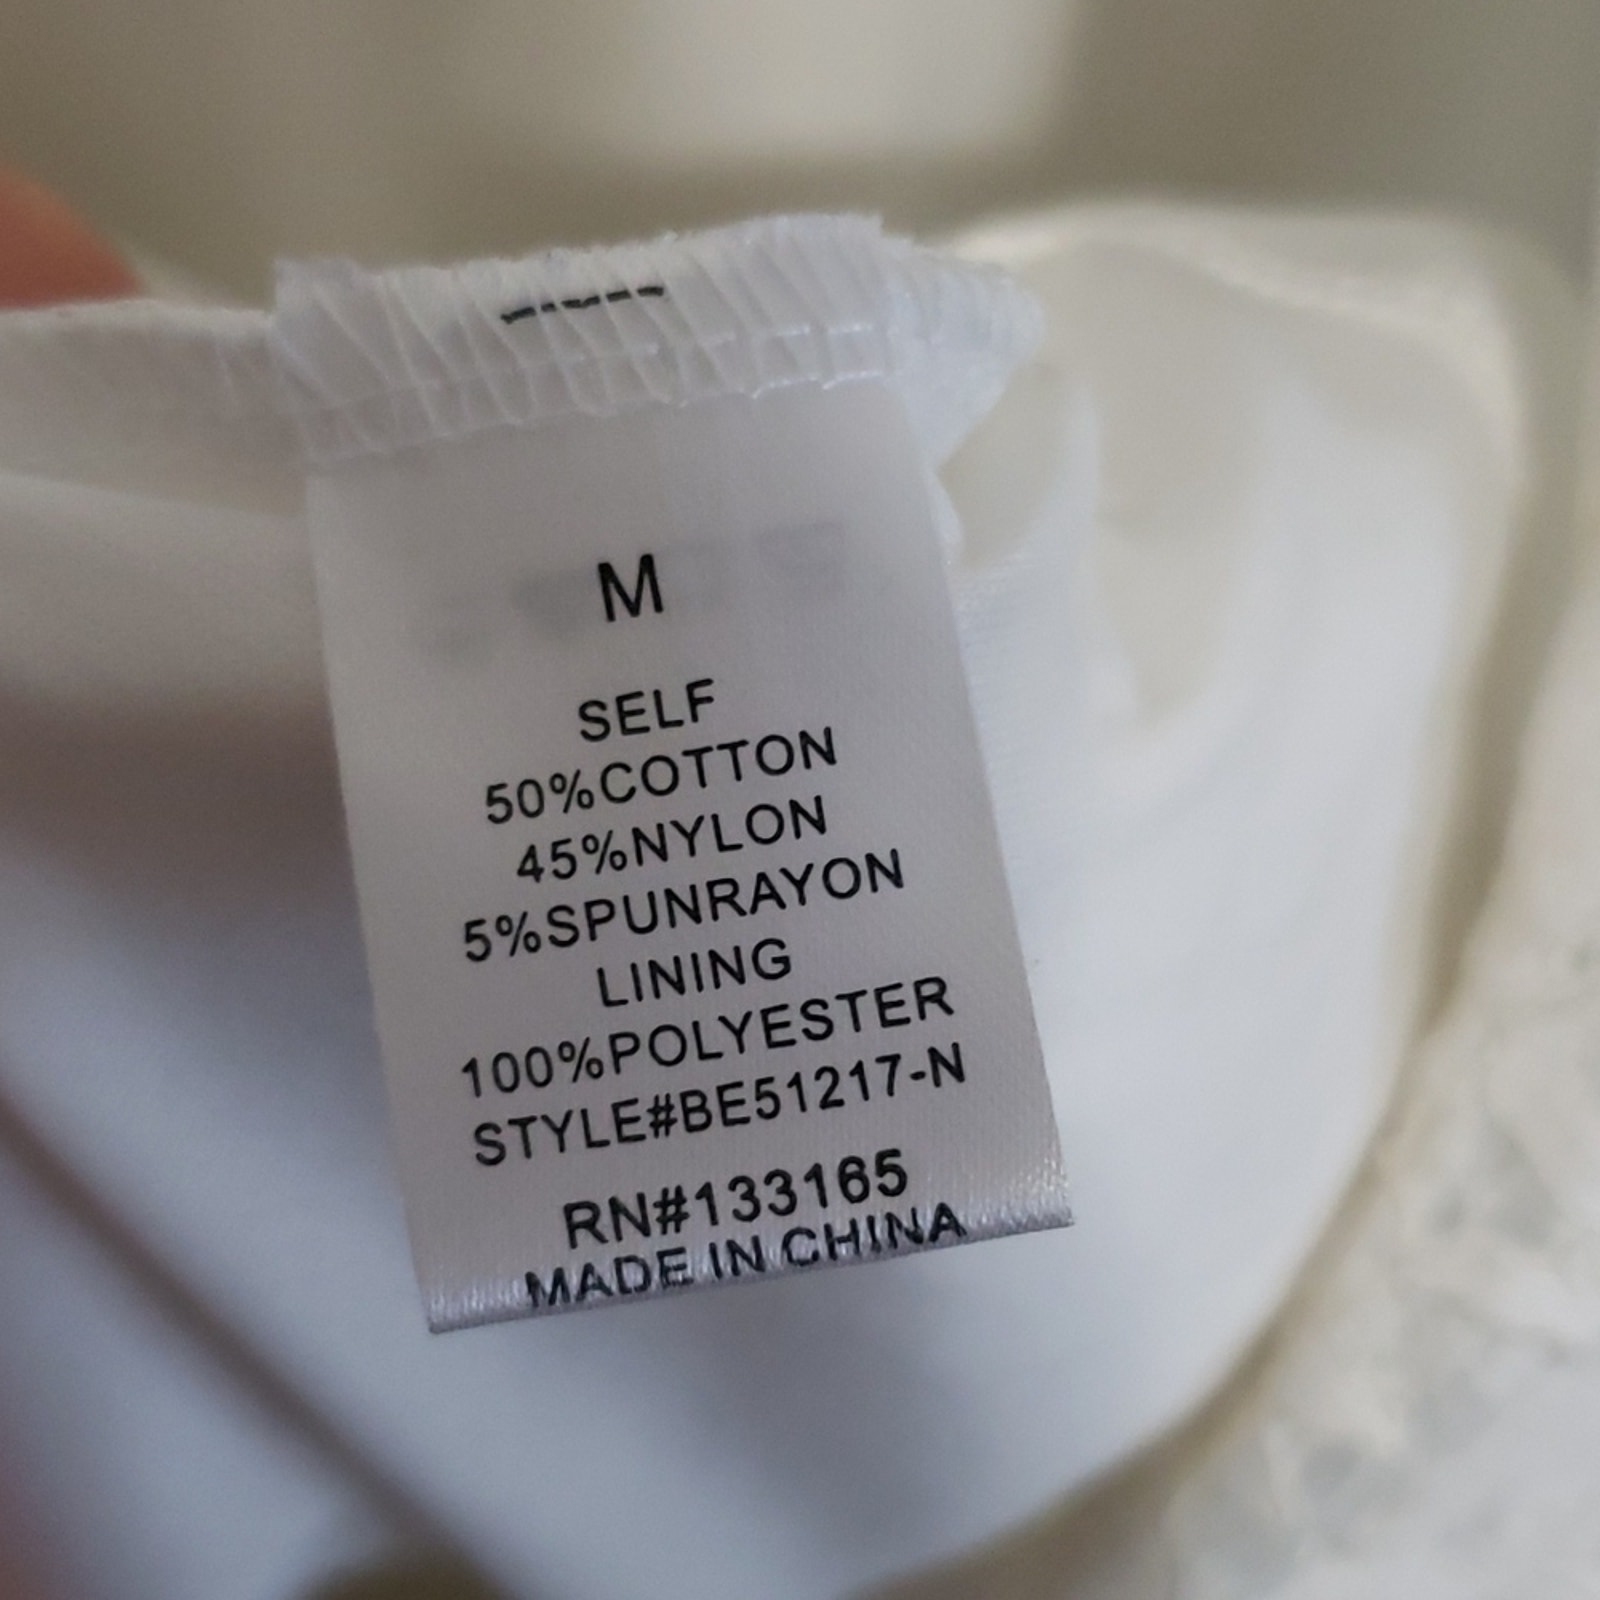 M
SELF
50%COTTON
45%NYLON
5%SPUNRAYON
LINING
100%POLYESTER
STYLE#BE51217-N
RN#133165
MADE IN CHINA